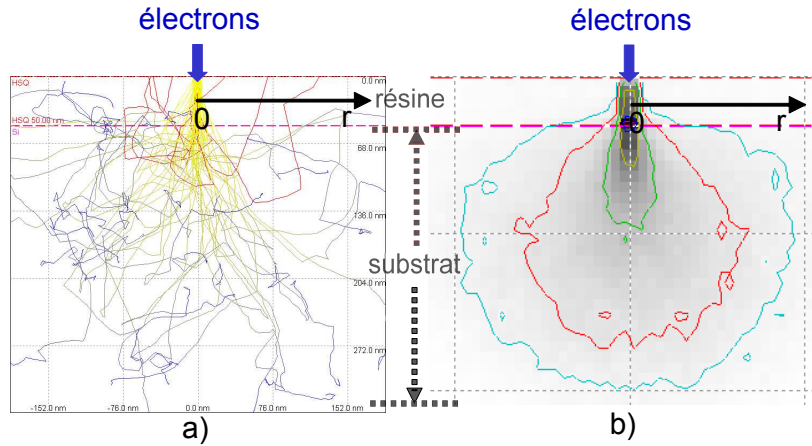 électrons
électrons
HSQ
0.0 nm
0
r
résine
0
r
HSQ 50.00 nm
Si
68.0 nm
136.0 nm
substrat
204.0 nm
272.0 nm
-152.0 nm
-76.0 nm
0.0 nm
76.0 nm
152.0 nm
a)
b)